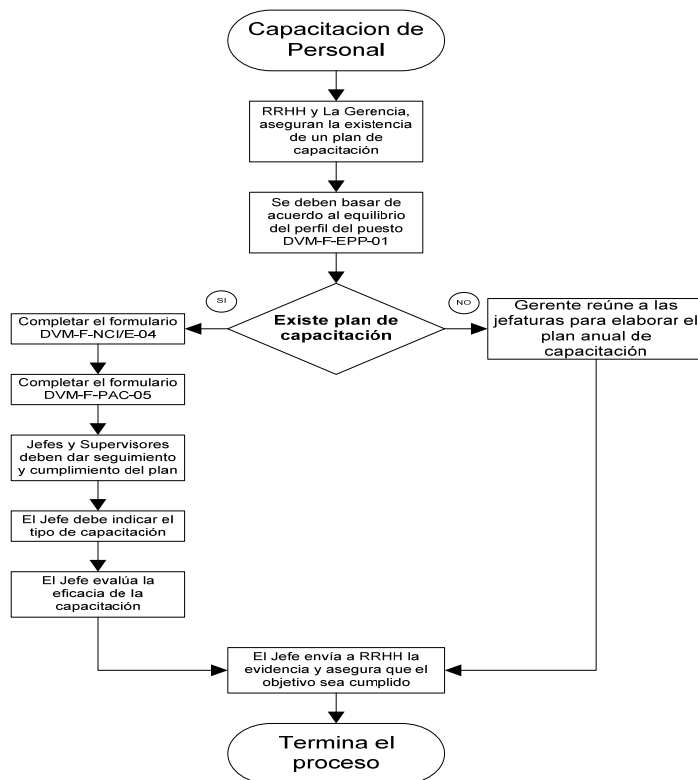 Capacitacion de
Personal
RRHH y La Gerencia,
aseguran la existencia
de un plan de
capacitación
Se deben basar de
acuerdo al equilibrio
del perfil del puesto
DVM-F-EPP-01
SI
NO
Existe plan de
capacitación
Completar el formulario
DVM-F-NCI/E-04
Gerente reúne a las
jefaturas para elaborar el
plan anual de
capacitación
Completar el formulario
DVM-F-PAC-05
Jefes y Supervisores
deben dar seguimiento
y cumplimiento del plan
El Jefe debe indicar el
tipo de capacitación
El Jefe evalúa la
eficacia de la
capacitación
El Jefe envía a RRHH la
evidencia y asegura que el
objetivo sea cumplido
Termina el
proceso